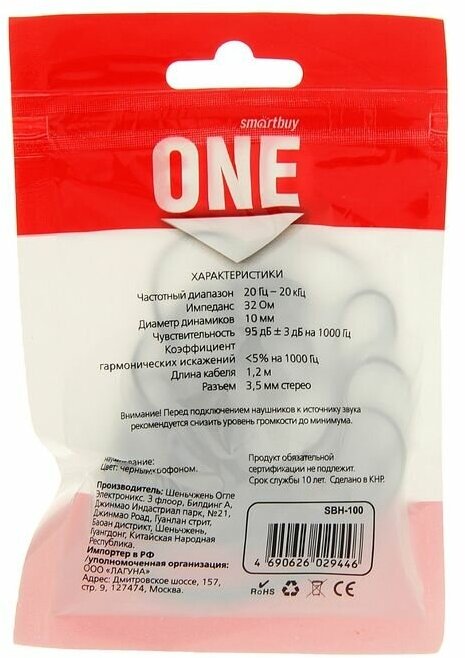 smartbuy
ONE
ХАРАКТЕРИСТИКИ
Частотный диапазон 20 Гц – 20 кГц
Импеданс 32 Ом
Диаметр динамиков 10 мм
Чувствительность 95 дБ ± 3 дБ на 1000 Гц
Коэффициент
гармонических искажений <5% на 1000 Гц
Длина кабеля 1,2 м
Разъем 3,5 мм стерео
Внимание! Перед подключением наушников к источнику звука
рекомендуется снизить уровень громкости до минимума.
Цвет:
Производитель: Шеньчжень Огле
Электроникс. 3 флоор, Билдинг А,
Джинмао Индастриал парк, №21,
Джинмао Роад, Гуанлан стрит,
Баоан дистрикт, Шеньчжень,
Гуангдонг, Китайская Народная
Республика.
Импортер в РФ
/уполномоченная организация:
ООО «ЛАГУНА»
Адрес: Дмитровское шоссе, 157,
стр. 9, 127474, Москва.
Продукт обязательной
сертификации не подлежит.
Срок службы 10 лет. Сделано в КНР.
SBH-100
4 690626 029446
RoHS CE